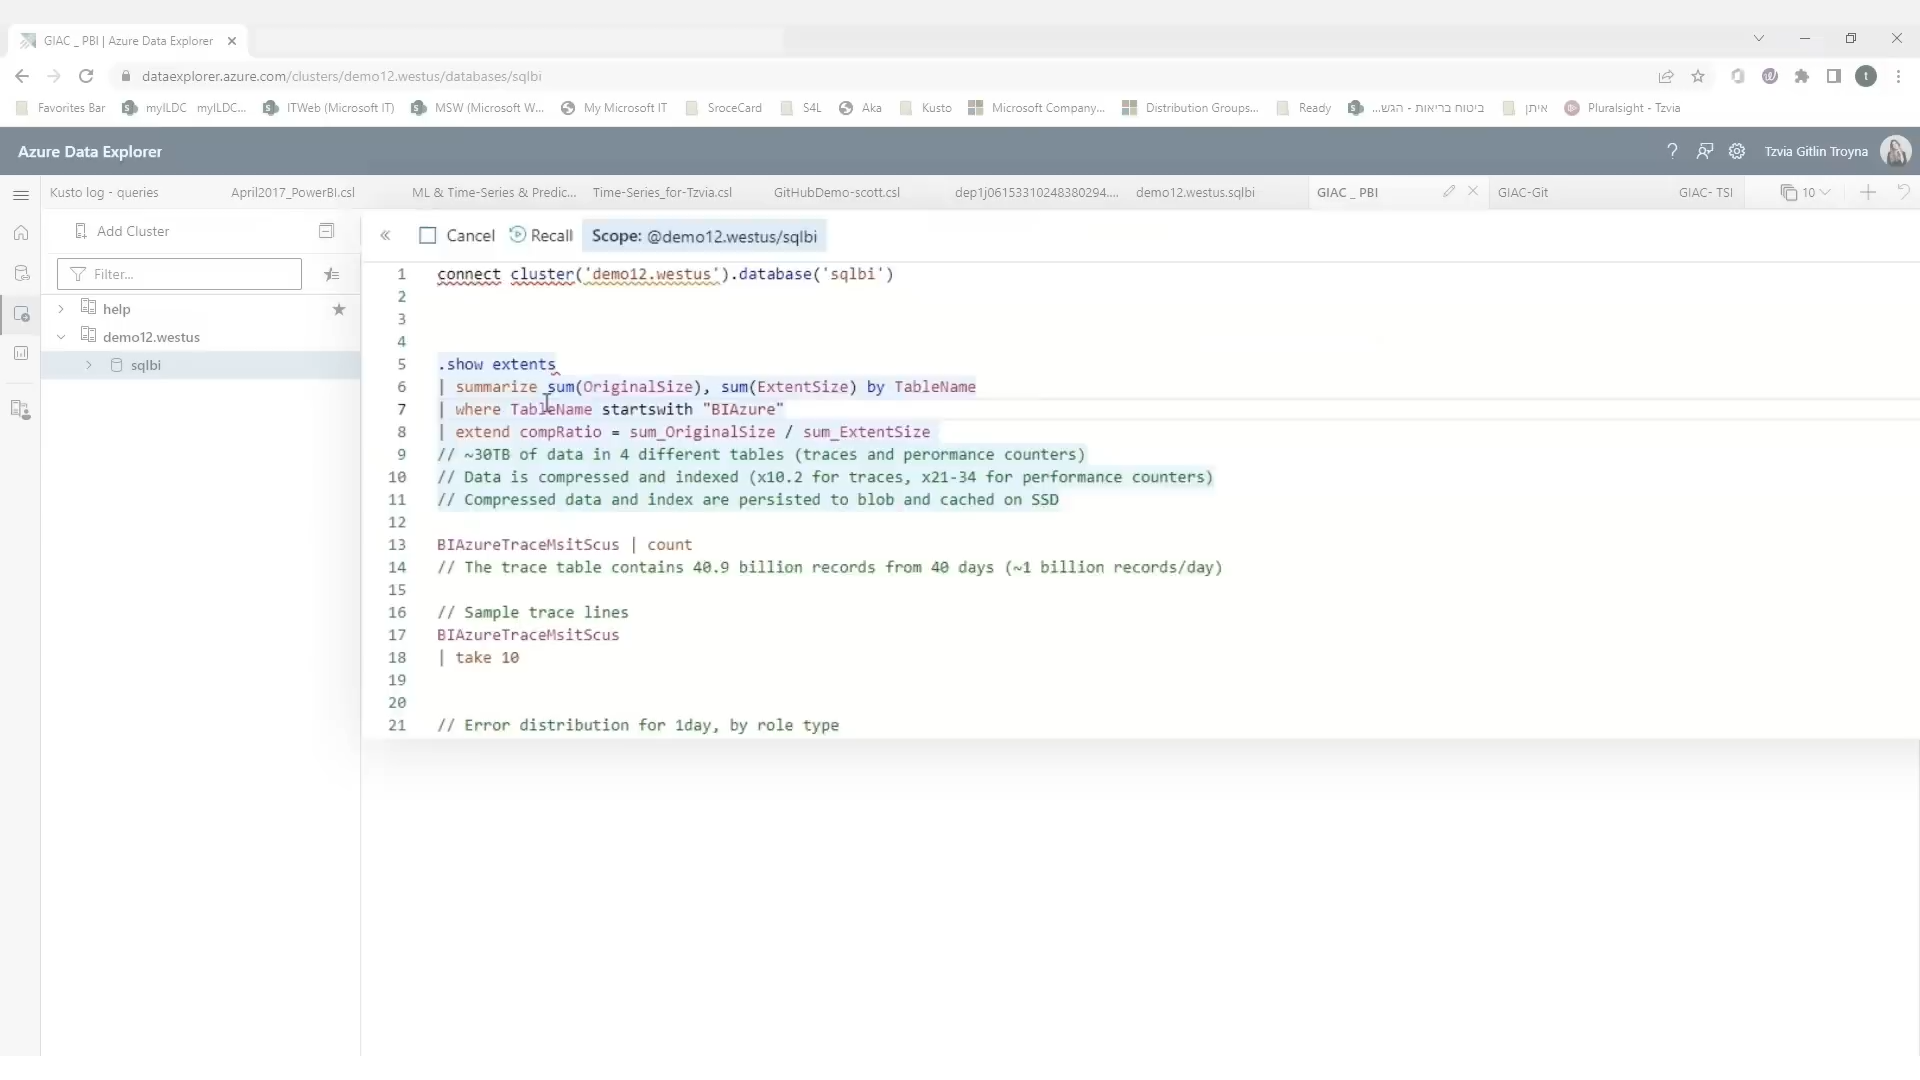 GIAC _ PBI | Azure Data Explorer
dataexplorer.azure.com/clusters/demo12.westus/databases/sqlbi
t
Favorites Bar myILDC myILDC... ITWeb (Microsoft IT) MSW (Microsoft W... My Microsoft IT SroceCard S4L Aka Kusto Microsoft Company... Distribution Groups... Ready ביטוח בריאות - הגש... איתן Pluralsight - Tzvia
Azure Data Explorer
? Tzvia Gitlin Troyna
Kusto log - queries April2017_PowerBI.csl ML & Time-Series & Predic... Time-Series_for-Tzvia.csl GitHubDemo-scott.csl dep1j06153310248380294.... demo12.westus.sqlbi GIAC _ PBI GIAC-Git GIAC- TSI 10
Add Cluster
Filter...
help
demo12.westus
sqlbi
Cancel Recall Scope: @demo12.westus/sqlbi
1 connect cluster('demo12.westus').database('sqlbi')
2
3
4
5 .show extents
6 | summarize sum(OriginalSize), sum(ExtentSize) by TableName
7 | where TableName startswith "BIAzure"
8 | extend compRatio = sum_OriginalSize / sum_ExtentSize
9 // ~30TB of data in 4 different tables (traces and perormance counters)
10 // Data is compressed and indexed (x10.2 for traces, x21-34 for performance counters)
11 // Compressed data and index are persisted to blob and cached on SSD
12
13 BIAzureTraceMsitScus | count
14 // The trace table contains 40.9 billion records from 40 days (~1 billion records/day)
15
16 // Sample trace lines
17 BIAzureTraceMsitScus
18 | take 10
19
20
21 // Error distribution for 1day, by role type